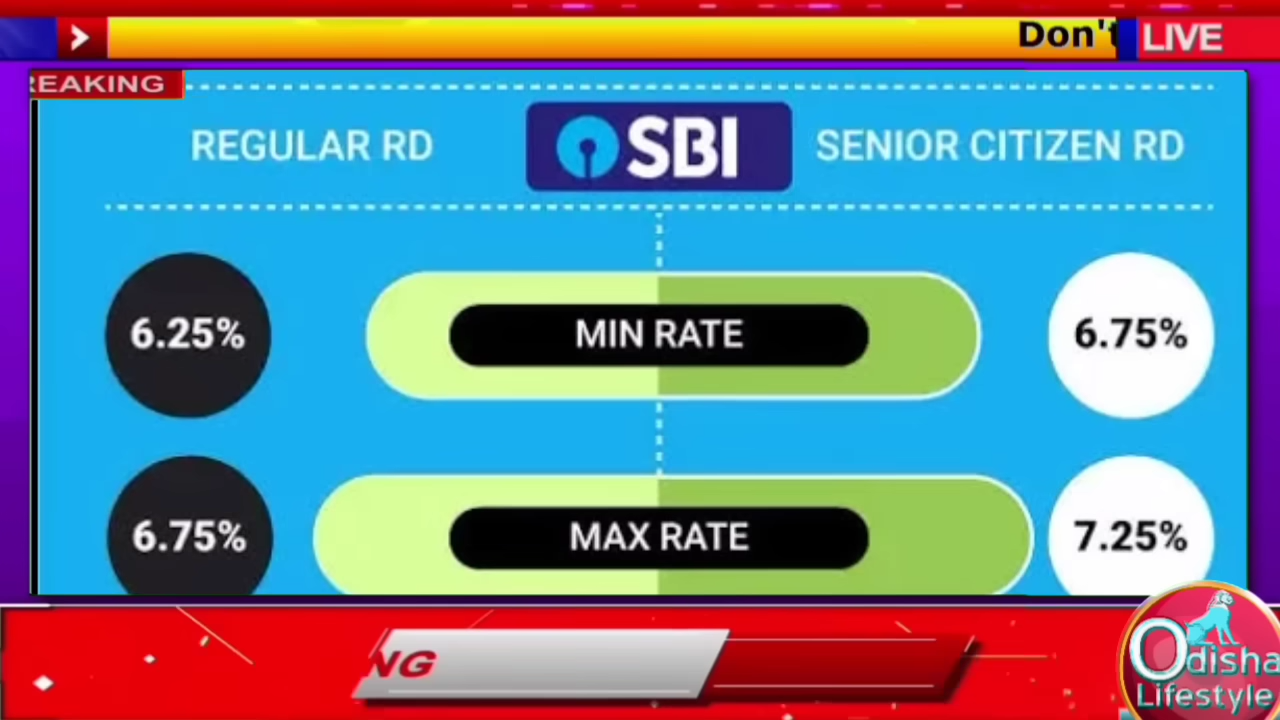 Don't
LIVE
REAKING
REGULAR RD
SBI
SENIOR CITIZEN RD
6.25%
MIN RATE
6.75%
6.75%
MAX RATE
7.25%
NG
Odisha
Lifestyle